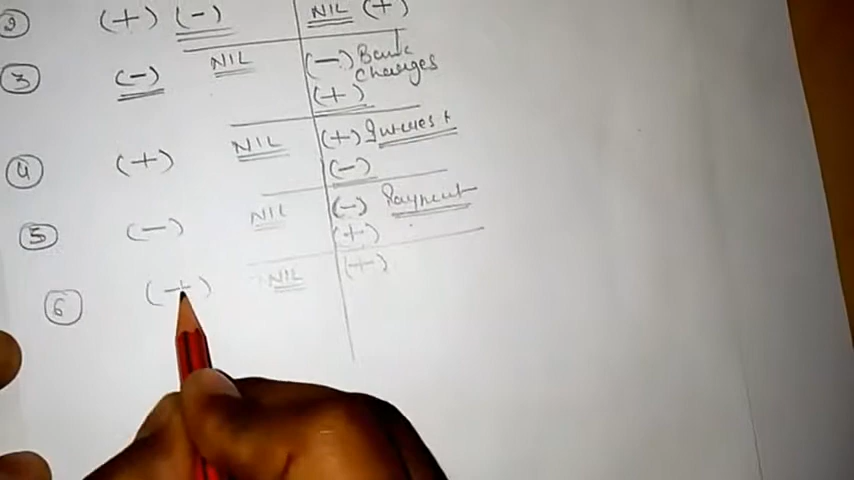 2 (+) (-) NIL (+)
3 (-) NIL (-) Bank
Charges
(+)
4 (+) NIL (+) Interest
(-)
5 (-) NIL (-) Payment
(+)
6 (+) NIL (+)